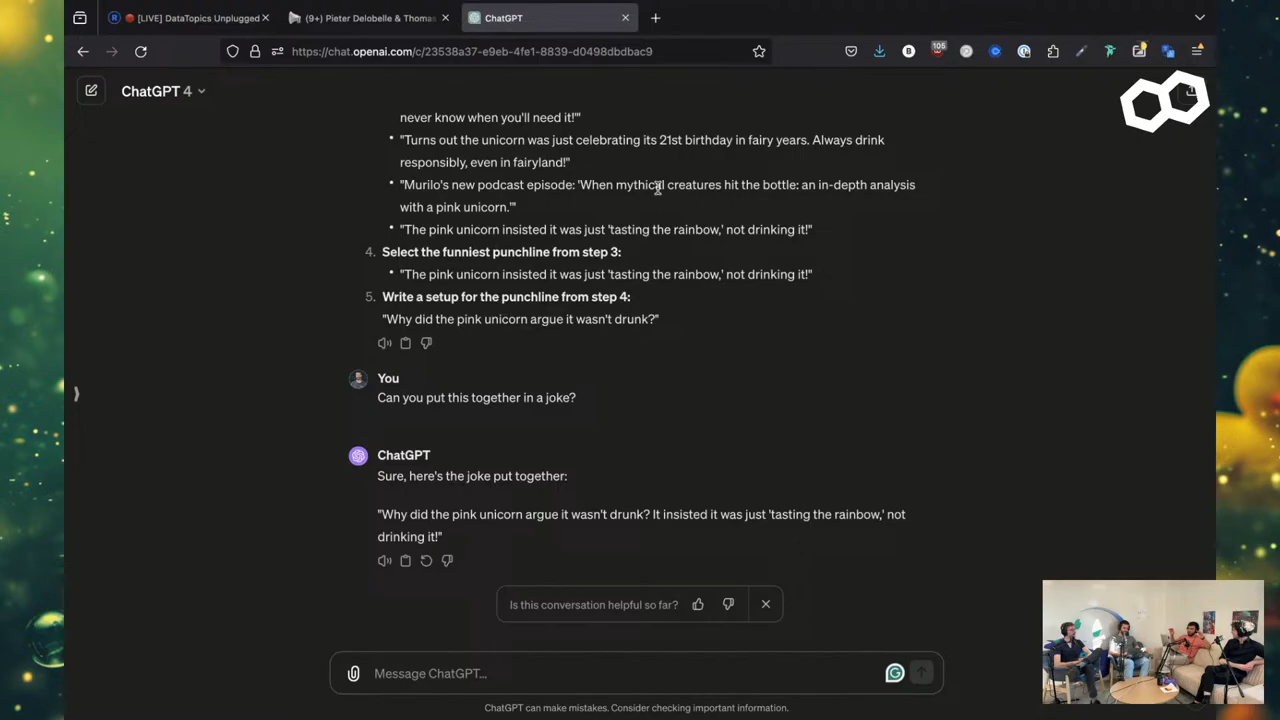 [LIVE] DataTopics Unplugged
(9+) Pieter Delobelle & Thomas
ChatGPT
https://chat.openai.com/c/23538a37-e9eb-4fe1-8839-d0498dbdbac9
106
ChatGPT 4
never know when you'll need it!'"
"Turns out the unicorn was just celebrating its 21st birthday in fairy years. Always drink
responsibly, even in fairyland!"
"Murilo's new podcast episode: 'When mythical creatures hit the bottle: an in-depth analysis
with a pink unicorn.'"
"The pink unicorn insisted it was just 'tasting the rainbow,' not drinking it!"
4. Select the funniest punchline from step 3:
"The pink unicorn insisted it was just 'tasting the rainbow,' not drinking it!"
5. Write a setup for the punchline from step 4:
"Why did the pink unicorn argue it wasn't drunk?"
You
Can you put this together in a joke?
ChatGPT
Sure, here's the joke put together:
"Why did the pink unicorn argue it wasn't drunk? It insisted it was just 'tasting the rainbow,' not
drinking it!"
Is this conversation helpful so far?
Message ChatGPT...
ChatGPT can make mistakes. Consider checking important information.